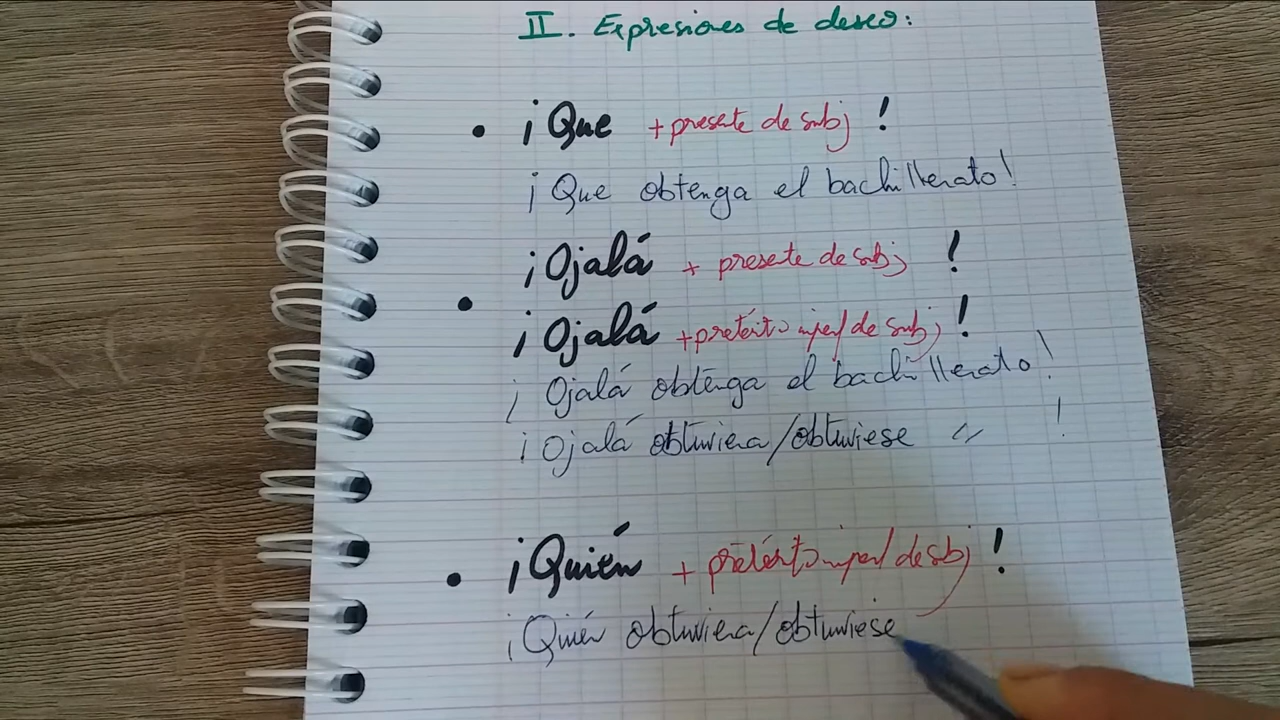 II. Expresiones de deseo:
• ¡Que + presente de subj !
¡Que obtenga el bachillerato!
¡Ojalá + presente de subj !
• ¡Ojalá + pretérito imperf de subj !
¡Ojalá obtenga el bachillerato!
¡Ojalá obtuviera/obtuviese " !
• ¡Quién + pretérito imperf de subj !
¡Quién obtuviera/obtuviese